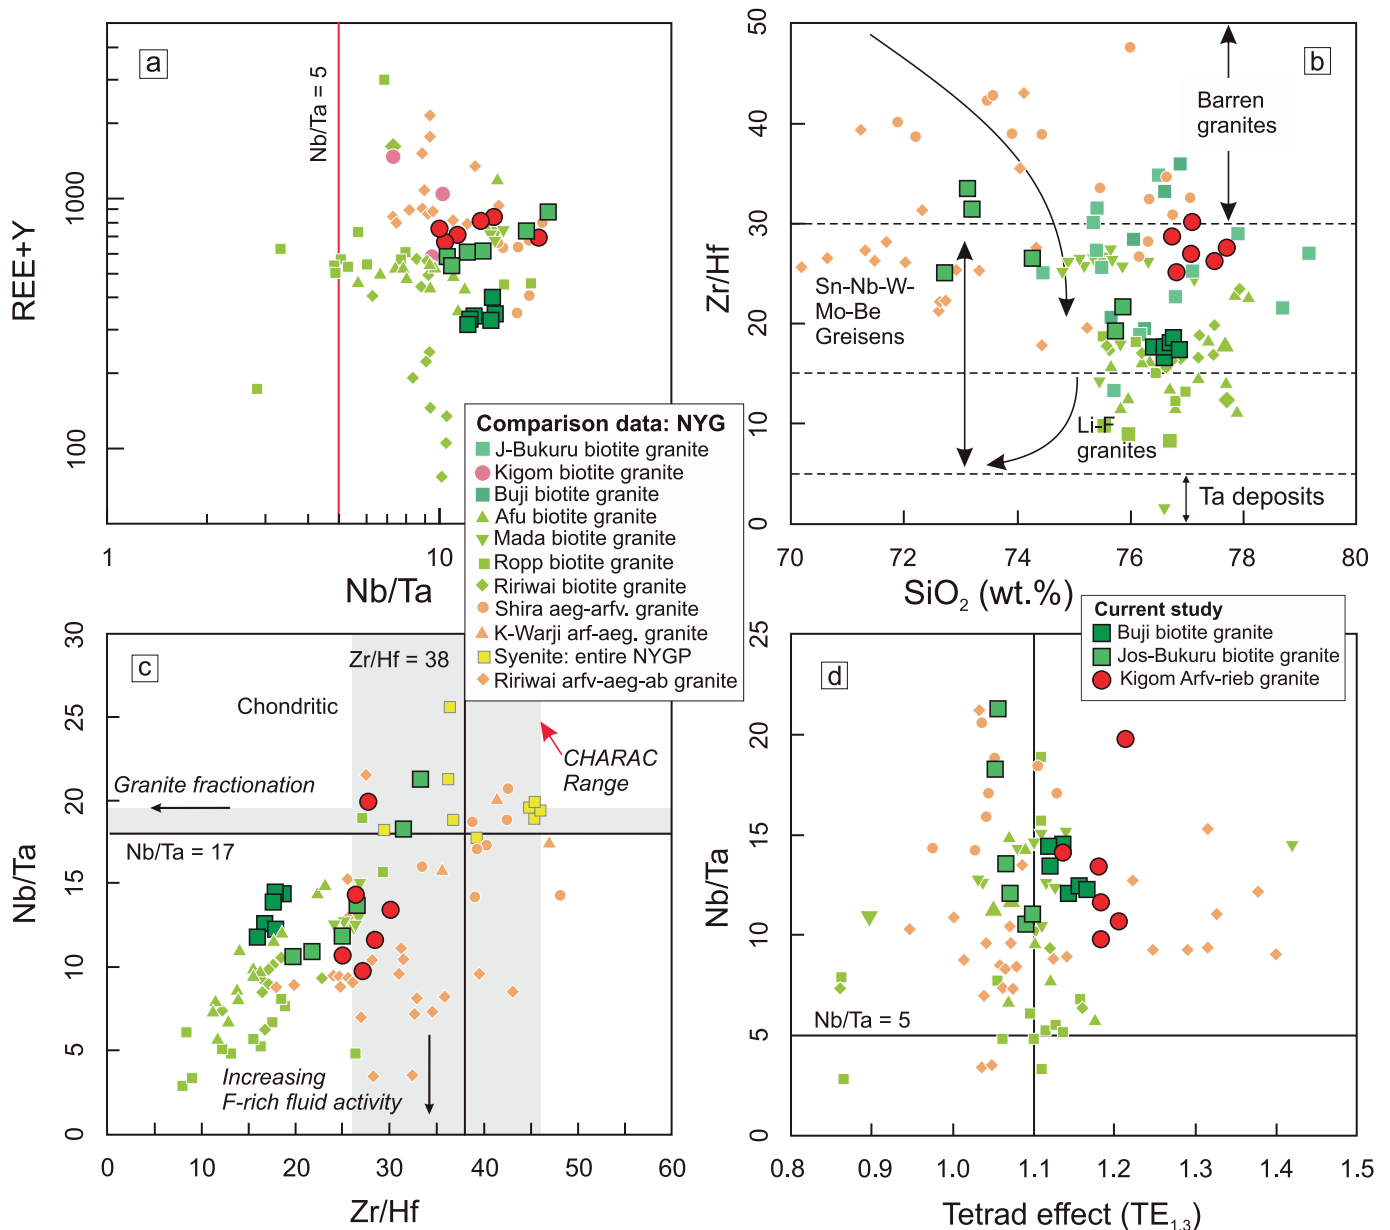 a
Nb/Ta = 5
REE+Y
1000
100
1
10
Nb/Ta
b
Barren
granites
Sn-Nb-W-
Mo-Be
Greisens
Li-F
granites
Ta deposits
Zr/Hf
50
40
30
20
10
0
70
72
74
76
78
80
SiO2 (wt.%)
Comparison data: NYG
J-Bukuru biotite granite
Kigom biotite granite
Buji biotite granite
Afu biotite granite
Mada biotite granite
Ropp biotite granite
Ririwai biotite granite
Shira aeg-arfv. granite
K-Warji arf-aeg. granite
Syenite: entire NYGP
Ririwai arfv-aeg-ab granite
Current study
Buji biotite granite
Jos-Bukuru biotite granite
Kigom Arfv-rieb granite
c
Zr/Hf = 38
Chondritic
Granite fractionation
CHARAC
Range
Nb/Ta = 17
Increasing
F-rich fluid activity
Nb/Ta
30
25
20
15
10
5
0
0
10
20
30
40
50
60
Zr/Hf
d
Nb/Ta = 5
Nb/Ta
25
20
15
10
5
0
0.8
0.9
1.0
1.1
1.2
1.3
1.4
1.5
Tetrad effect (TE1,3)